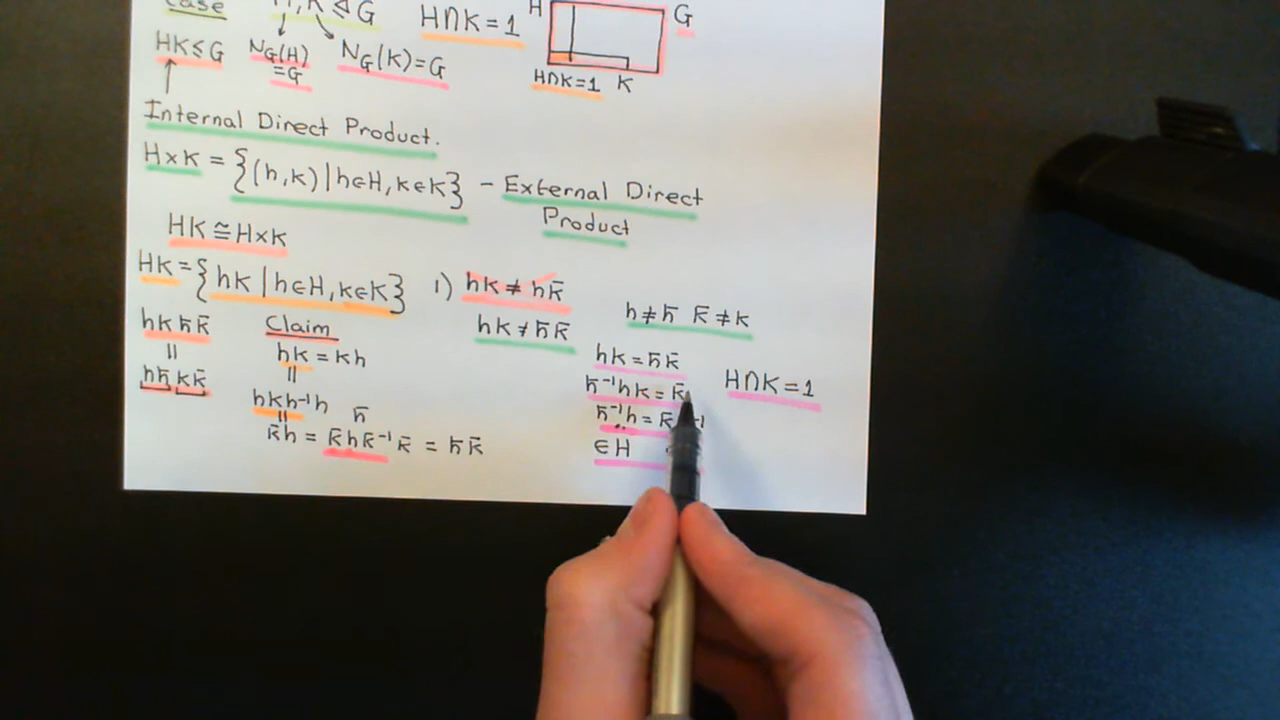 Case H, K ⊴ G H∩K = 1 H G
HK ≤ G N_G(H) = G N_G(K) = G H∩K = 1 K
Internal Direct Product.
H×K = {(h,k) | h∈H, k∈K} - External Direct Product
HK ≅ H×K
HK = {hk | h∈H, k∈K} 1) hk ≠ hk̄
hk ≠ h̄k̄ h ≠ h̄ k̄ ≠ k
hkh̄k̄
||
hh̄kk̄
Claim
hk = kh
||
hkh⁻¹h h̄
||
k̄h = k̄hk̄⁻¹k̄ = h̄k̄
hk = h̄k̄
h̄⁻¹hk = k̄ H∩K = 1
h̄⁻¹h = k̄
∈ H